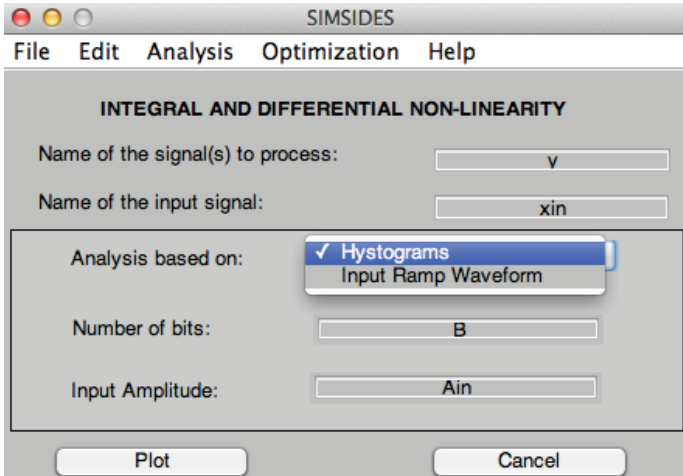 SIMSIDES
File Edit Analysis Optimization Help
INTEGRAL AND DIFFERENTIAL NON-LINEARITY
Name of the signal(s) to process: y
Name of the input signal: xin
Analysis based on: ✓ Hystograms
Input Ramp Waveform
Number of bits: B
Input Amplitude: Ain
Plot Cancel